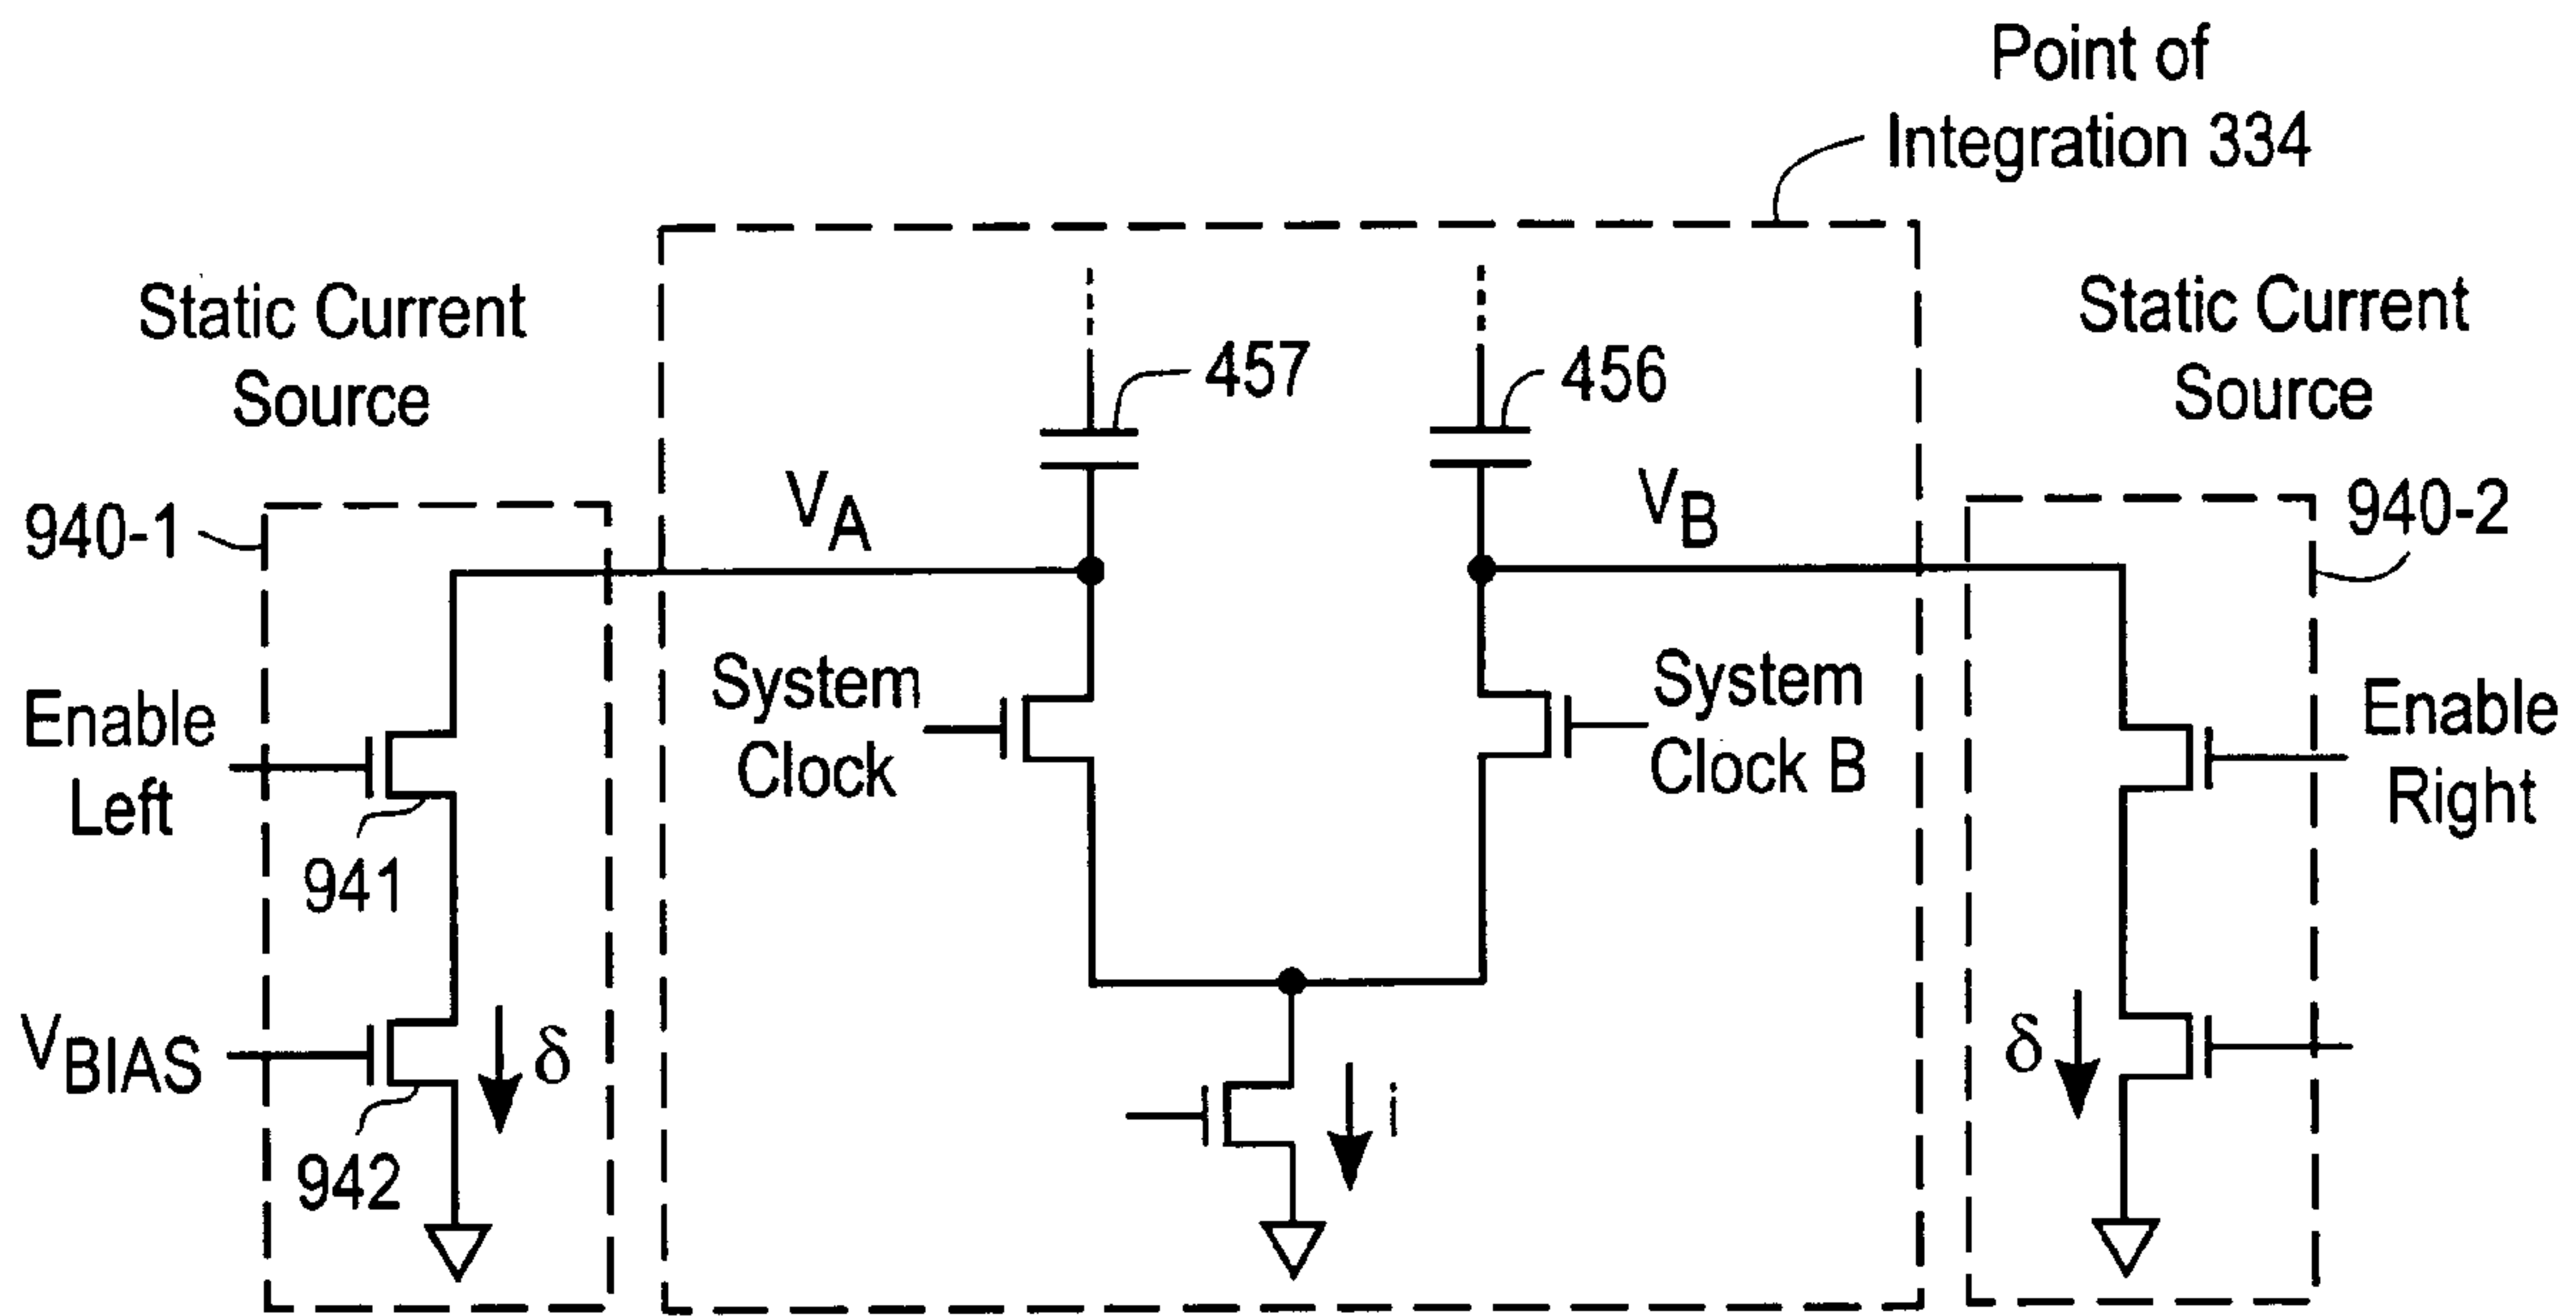 Point of
Integration 334
Static Current
Source
Static Current
Source
457
456
940-1
VA
VB
940-2
System
Clock
System
Clock B
Enable
Left
Enable
Right
941
VBIAS
δ
δ
i
942